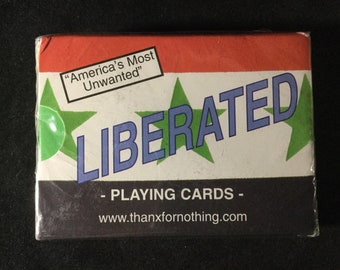 "America's Most
Unwanted"
LIBERATED
- PLAYING CARDS -
www.thanxfornothing.com